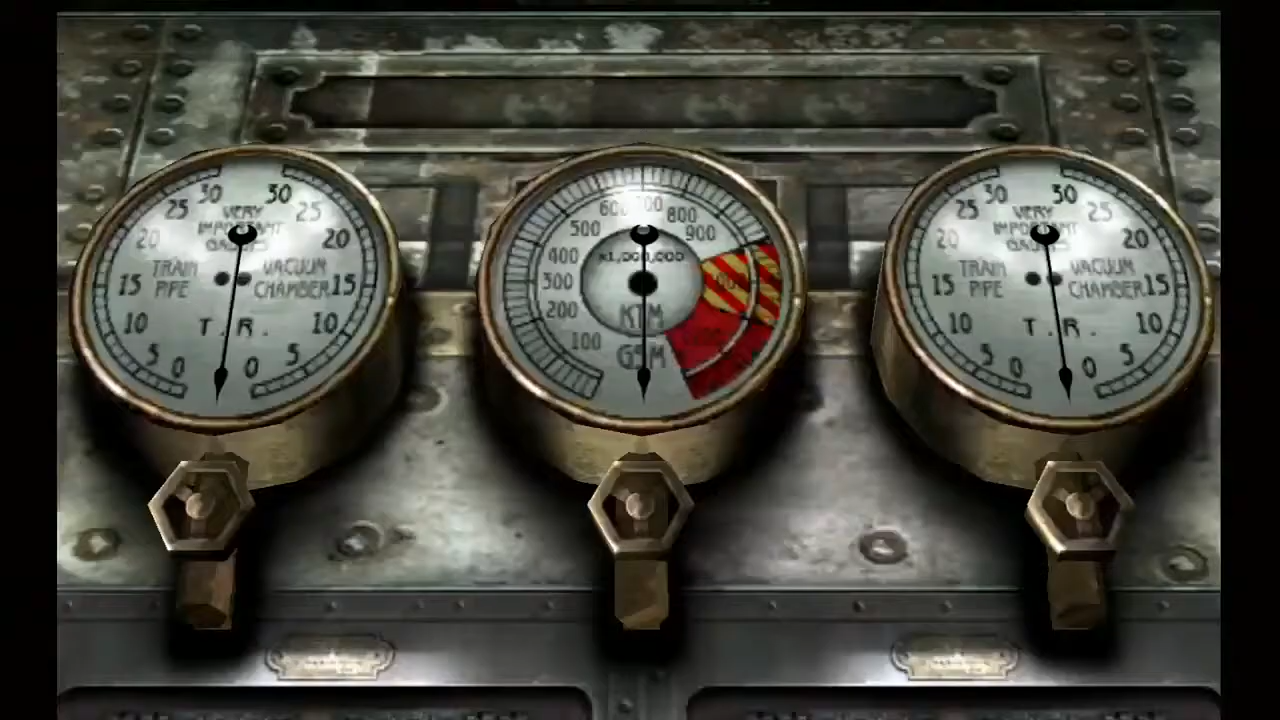 30 30
25 25
20 20
VERY
IMPORTANT
GAUGES
15 TRAIN VACUUM 15
PIPE CHAMBER
10 T.R. 10
5 5
0 0
600 700 800
500 900
400 x1,000,000
300
200 KTM
100 GSM
30 30
25 25
20 20
VERY
IMPORTANT
GAUGES
15 TRAIN VACUUM 15
PIPE CHAMBER
10 T.R. 10
5 5
0 0